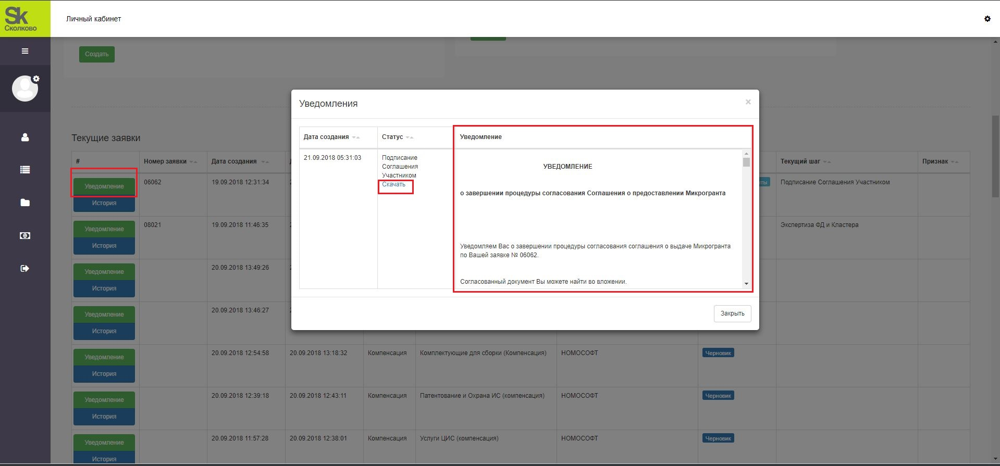 Sk
Сколково
Личный кабинет
Создать
Уведомления
×
Дата создания
Статус
Уведомление
21.09.2018 05:31:03
Подписание
Соглашения
Участником
Скачать
УВЕДОМЛЕНИЕ
о завершении процедуры согласования Соглашения о предоставлении Микрогранта
Уведомляем Вас о завершении процедуры согласования соглашения о выдаче Микрогранта
по Вашей заявке № 06062.
Согласованный документ Вы можете найти во вложении.
Закрыть
Текущие заявки
# Номер заявки Дата создания Текущий шаг Признак
Уведомление 06062 19.09.2018 12:31:34 Подписание Соглашения Участником
История
Уведомление 08021 19.09.2018 11:46:35 Экспертиза ФД и Кластера
История
Уведомление 20.09.2018 13:49:26
История
Уведомление 20.09.2018 13:46:27
История
Уведомление 20.09.2018 12:54:58 20.09.2018 13:18:32 Компенсация Комплектующие для сборки (Компенсация) НОМОСОФТ Черновик
История
Уведомление 20.09.2018 12:39:18 20.09.2018 12:43:11 Компенсация Патентование и Охрана ИС (компенсация) НОМОСОФТ Черновик
История
Уведомление 20.09.2018 11:57:28 20.09.2018 12:38:01 Компенсация Услуги ЦИС (компенсация) НОМОСОФТ Черновик
История